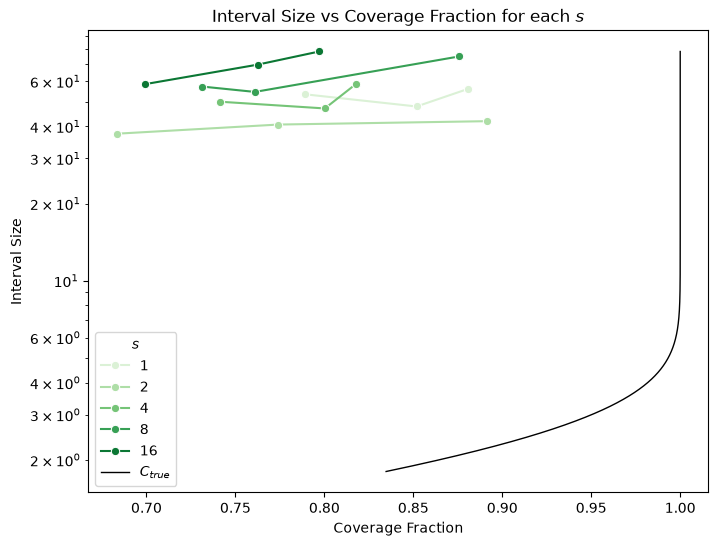 Interval Size vs Coverage Fraction for each s
Interval Size
6 × 10¹
4 × 10¹
3 × 10¹
2 × 10¹
10¹
6 × 10⁰
4 × 10⁰
3 × 10⁰
2 × 10⁰
s
1
2
4
8
16
C_true
0.70 0.75 0.80 0.85 0.90 0.95 1.00
Coverage Fraction